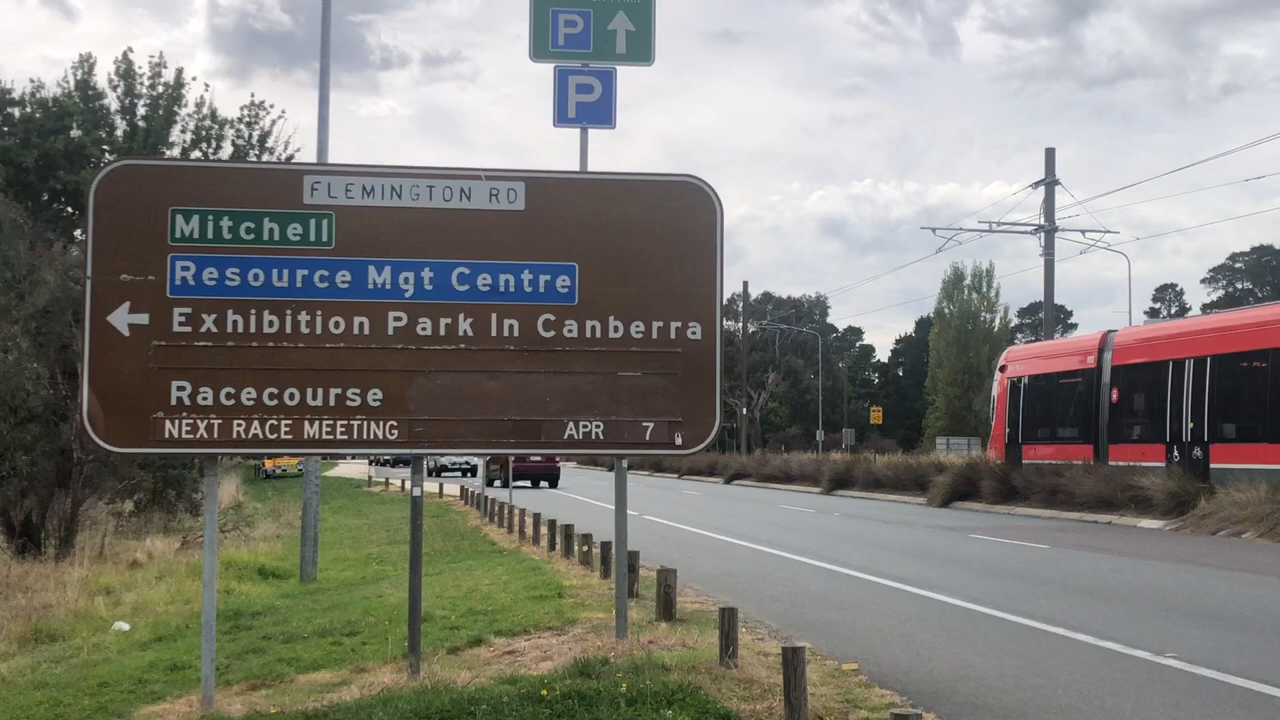 P
P
FLEMINGTON RD
Mitchell
Resource Mgt Centre
Exhibition Park In Canberra
Racecourse
NEXT RACE MEETING APR 7